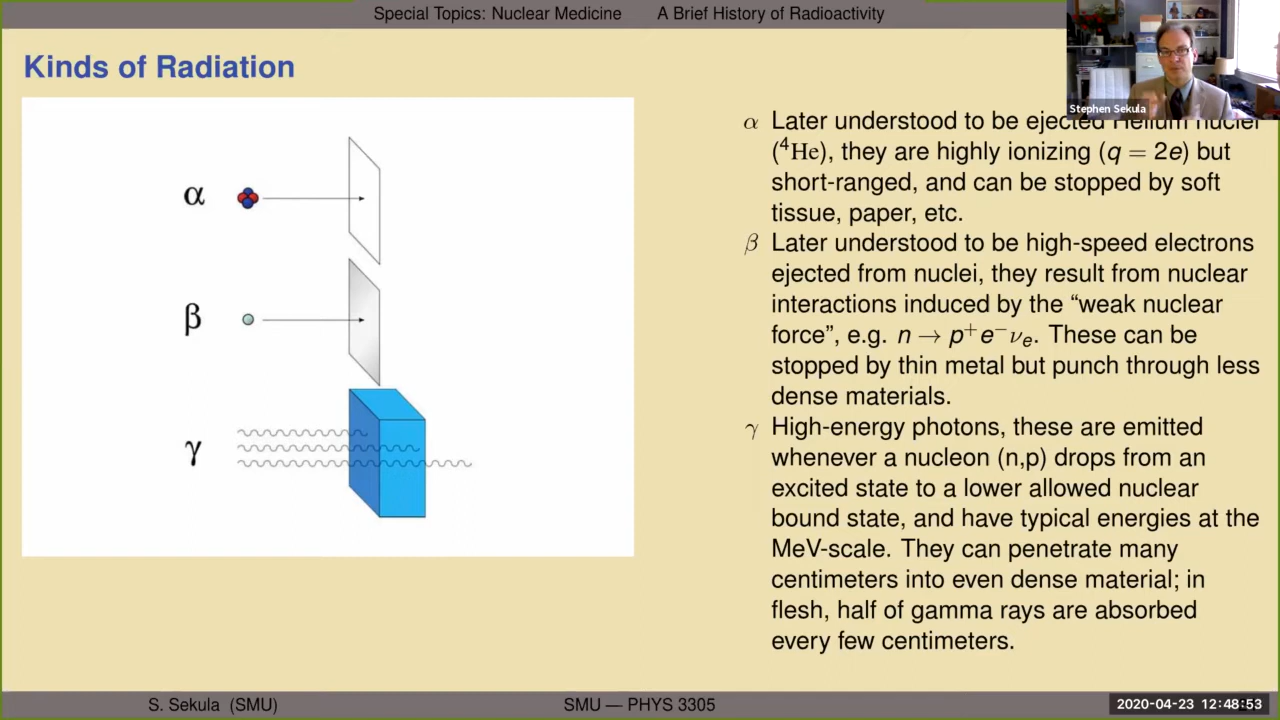 Special Topics: Nuclear Medicine A Brief History of Radioactivity
Kinds of Radiation
Stephen Sekula
α
β
γ
α Later understood to be ejected Helium nuclei
(⁴He), they are highly ionizing (q = 2e) but
short-ranged, and can be stopped by soft
tissue, paper, etc.
β Later understood to be high-speed electrons
ejected from nuclei, they result from nuclear
interactions induced by the “weak nuclear
force”, e.g. n → p⁺e⁻νₑ. These can be
stopped by thin metal but punch through less
dense materials.
γ High-energy photons, these are emitted
whenever a nucleon (n,p) drops from an
excited state to a lower allowed nuclear
bound state, and have typical energies at the
MeV-scale. They can penetrate many
centimeters into even dense material; in
flesh, half of gamma rays are absorbed
every few centimeters.
S. Sekula (SMU) SMU — PHYS 3305
2020-04-23 12:48:53